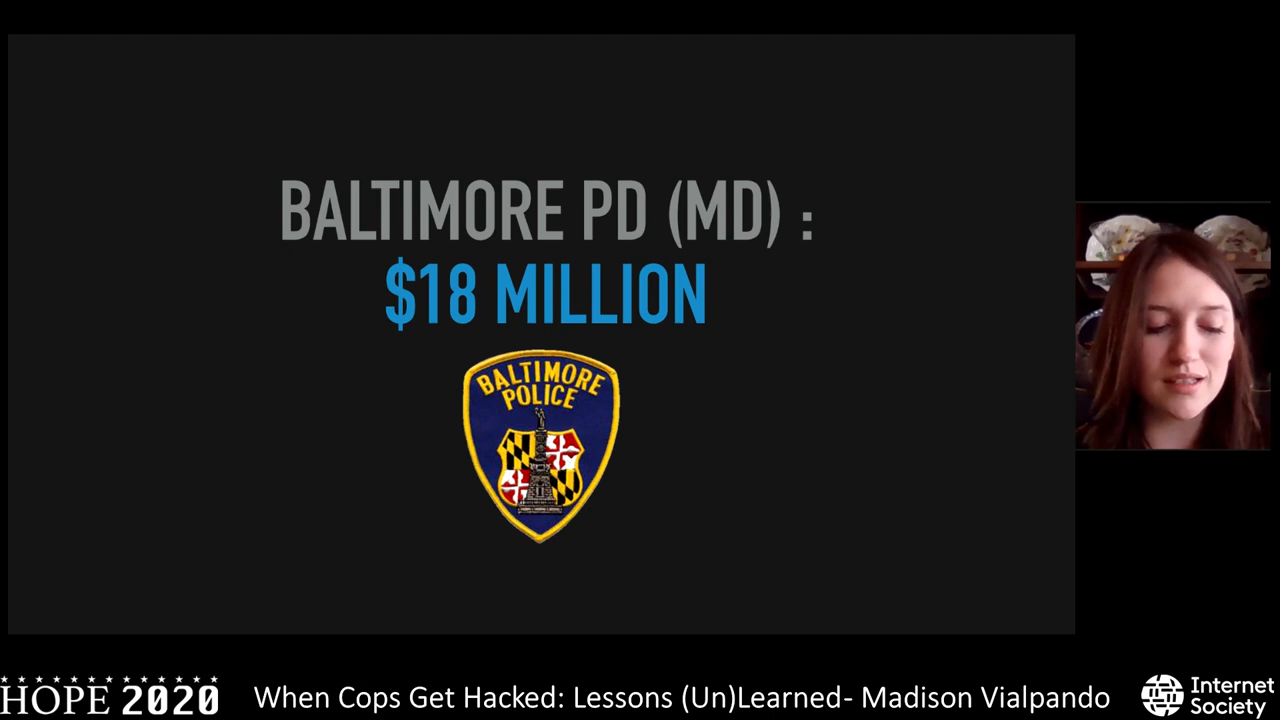 BALTIMORE PD (MD) :
$18 MILLION
BALTIMORE
POLICE
HOPE 2020
When Cops Get Hacked: Lessons (Un)Learned- Madison Vialpando
Internet
Society